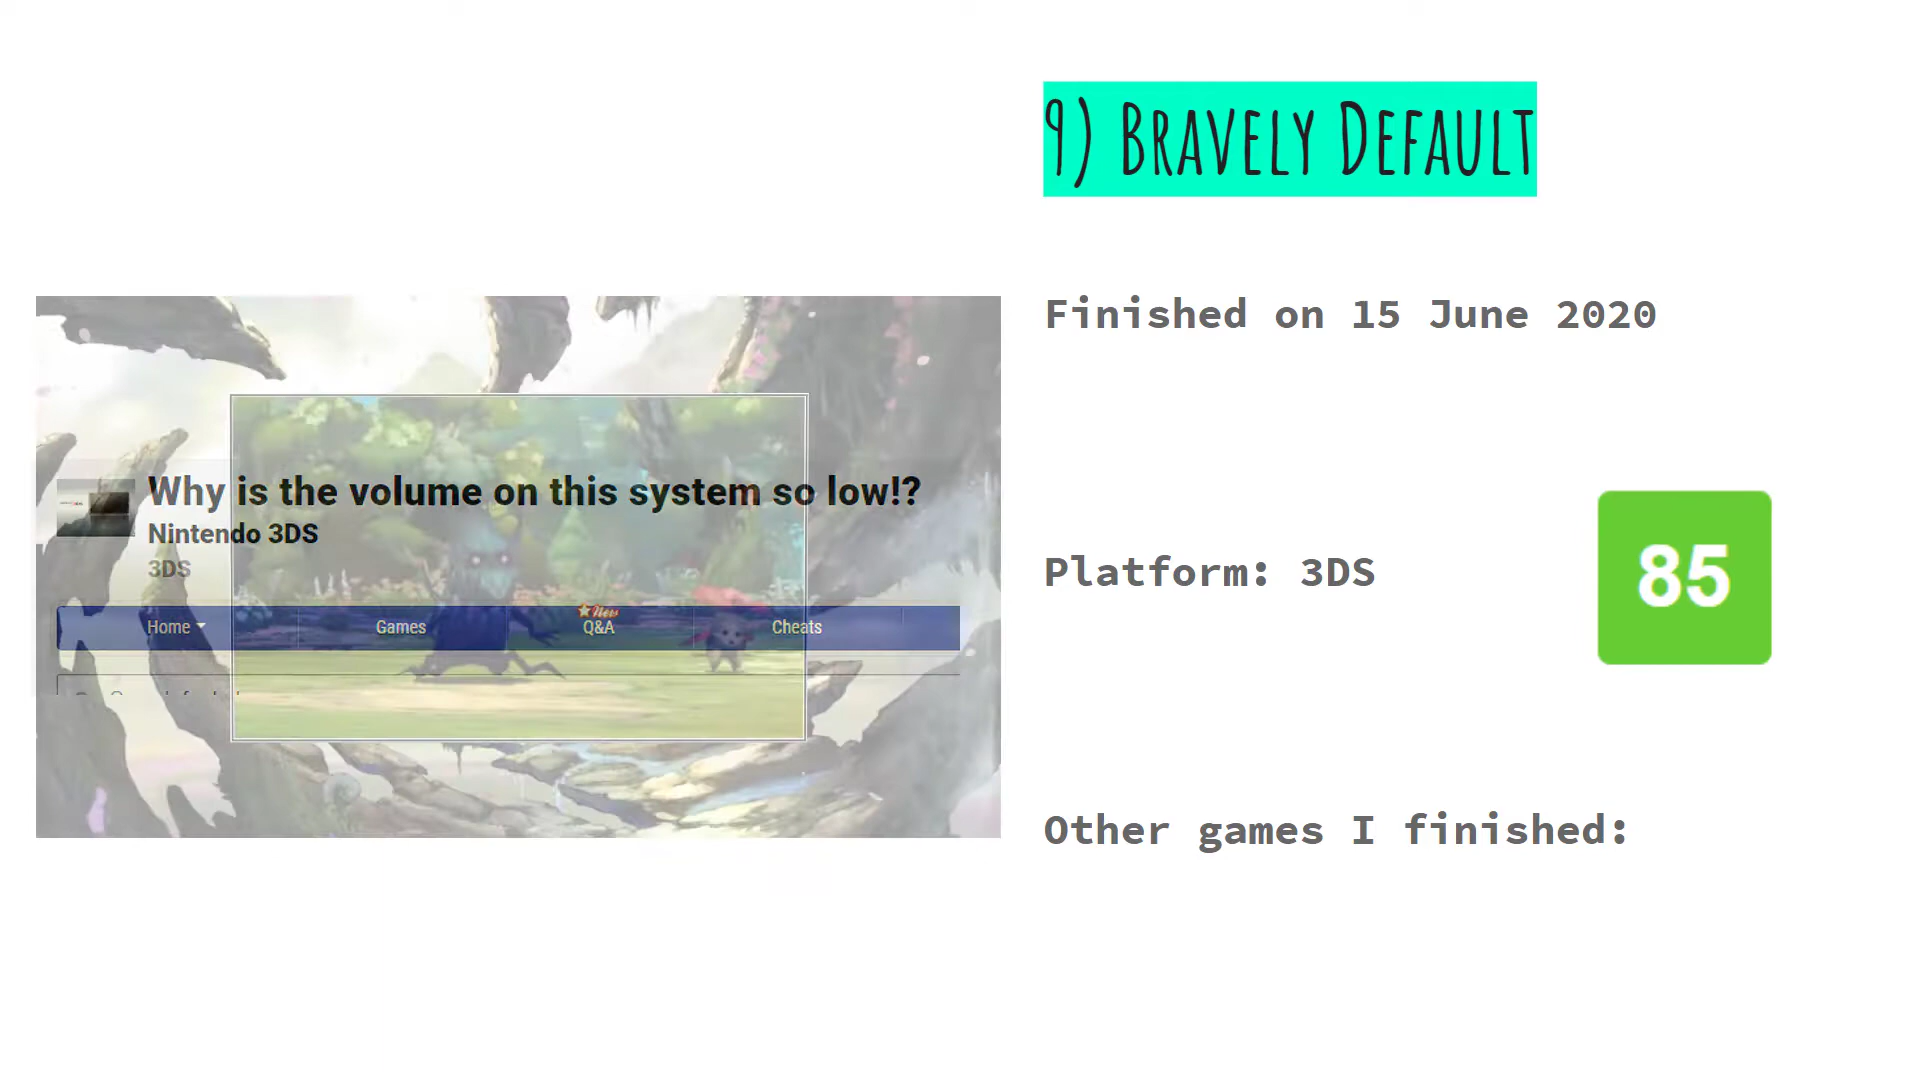 9) Bravely Default
Finished on 15 June 2020
Why is the volume on this system so low!?
Nintendo 3DS
3DS
Home
Games
New
Q&A
Cheats
Platform: 3DS
85
Other games I finished: